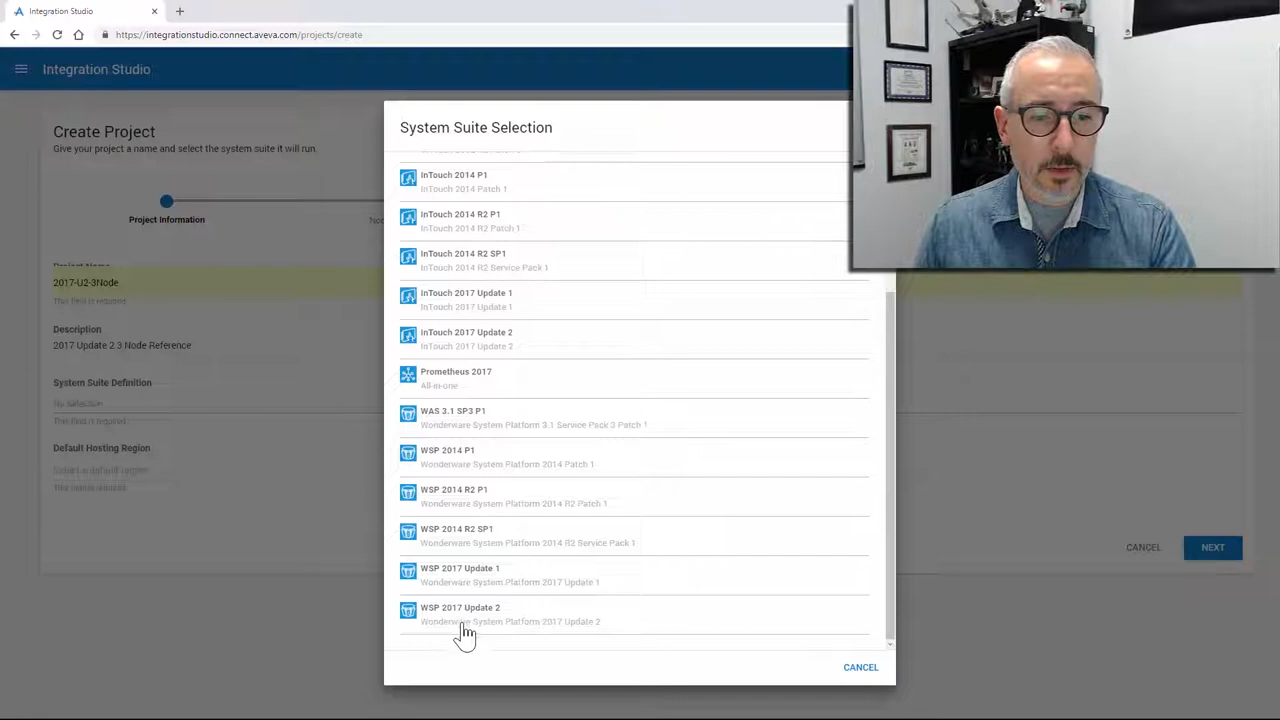 Integration Studio
https://integrationstudio.connect.aveva.com/projects/create
Integration Studio
Create Project
Give your project a name and select the system suite it will run.
Project Information
Project Name
2017-U2-3Node
This field is required
Description
2017 Update 2 3 Node Reference
System Suite Definition
No selection
This field is required
Default Hosting Region
Select a default region
This field is required
System Suite Selection
InTouch 2014 P1
InTouch 2014 Patch 1
InTouch 2014 R2 P1
InTouch 2014 R2 Patch 1
InTouch 2014 R2 SP1
InTouch 2014 R2 Service Pack 1
InTouch 2017 Update 1
InTouch 2017 Update 1
InTouch 2017 Update 2
InTouch 2017 Update 2
Prometheus 2017
All-in-one
WAS 3.1 SP3 P1
Wonderware System Platform 3.1 Service Pack 3 Patch 1
WSP 2014 P1
Wonderware System Platform 2014 Patch 1
WSP 2014 R2 P1
Wonderware System Platform 2014 R2 Patch 1
WSP 2014 R2 SP1
Wonderware System Platform 2014 R2 Service Pack 1
WSP 2017 Update 1
Wonderware System Platform 2017 Update 1
WSP 2017 Update 2
Wonderware System Platform 2017 Update 2
CANCEL
CANCEL
NEXT